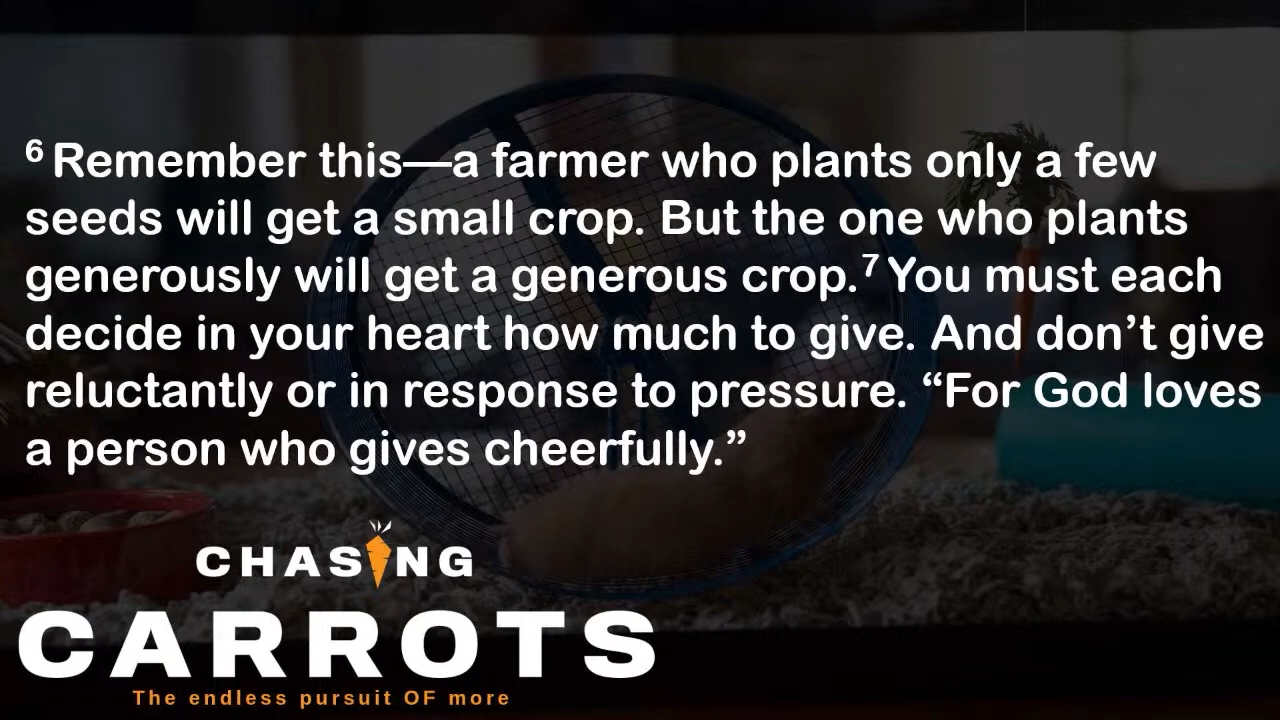 ⁶ Remember this—a farmer who plants only a few
seeds will get a small crop. But the one who plants
generously will get a generous crop.⁷ You must each
decide in your heart how much to give. And don’t give
reluctantly or in response to pressure. “For God loves
a person who gives cheerfully.”
CHASING
CARROTS
The endless pursuit OF more